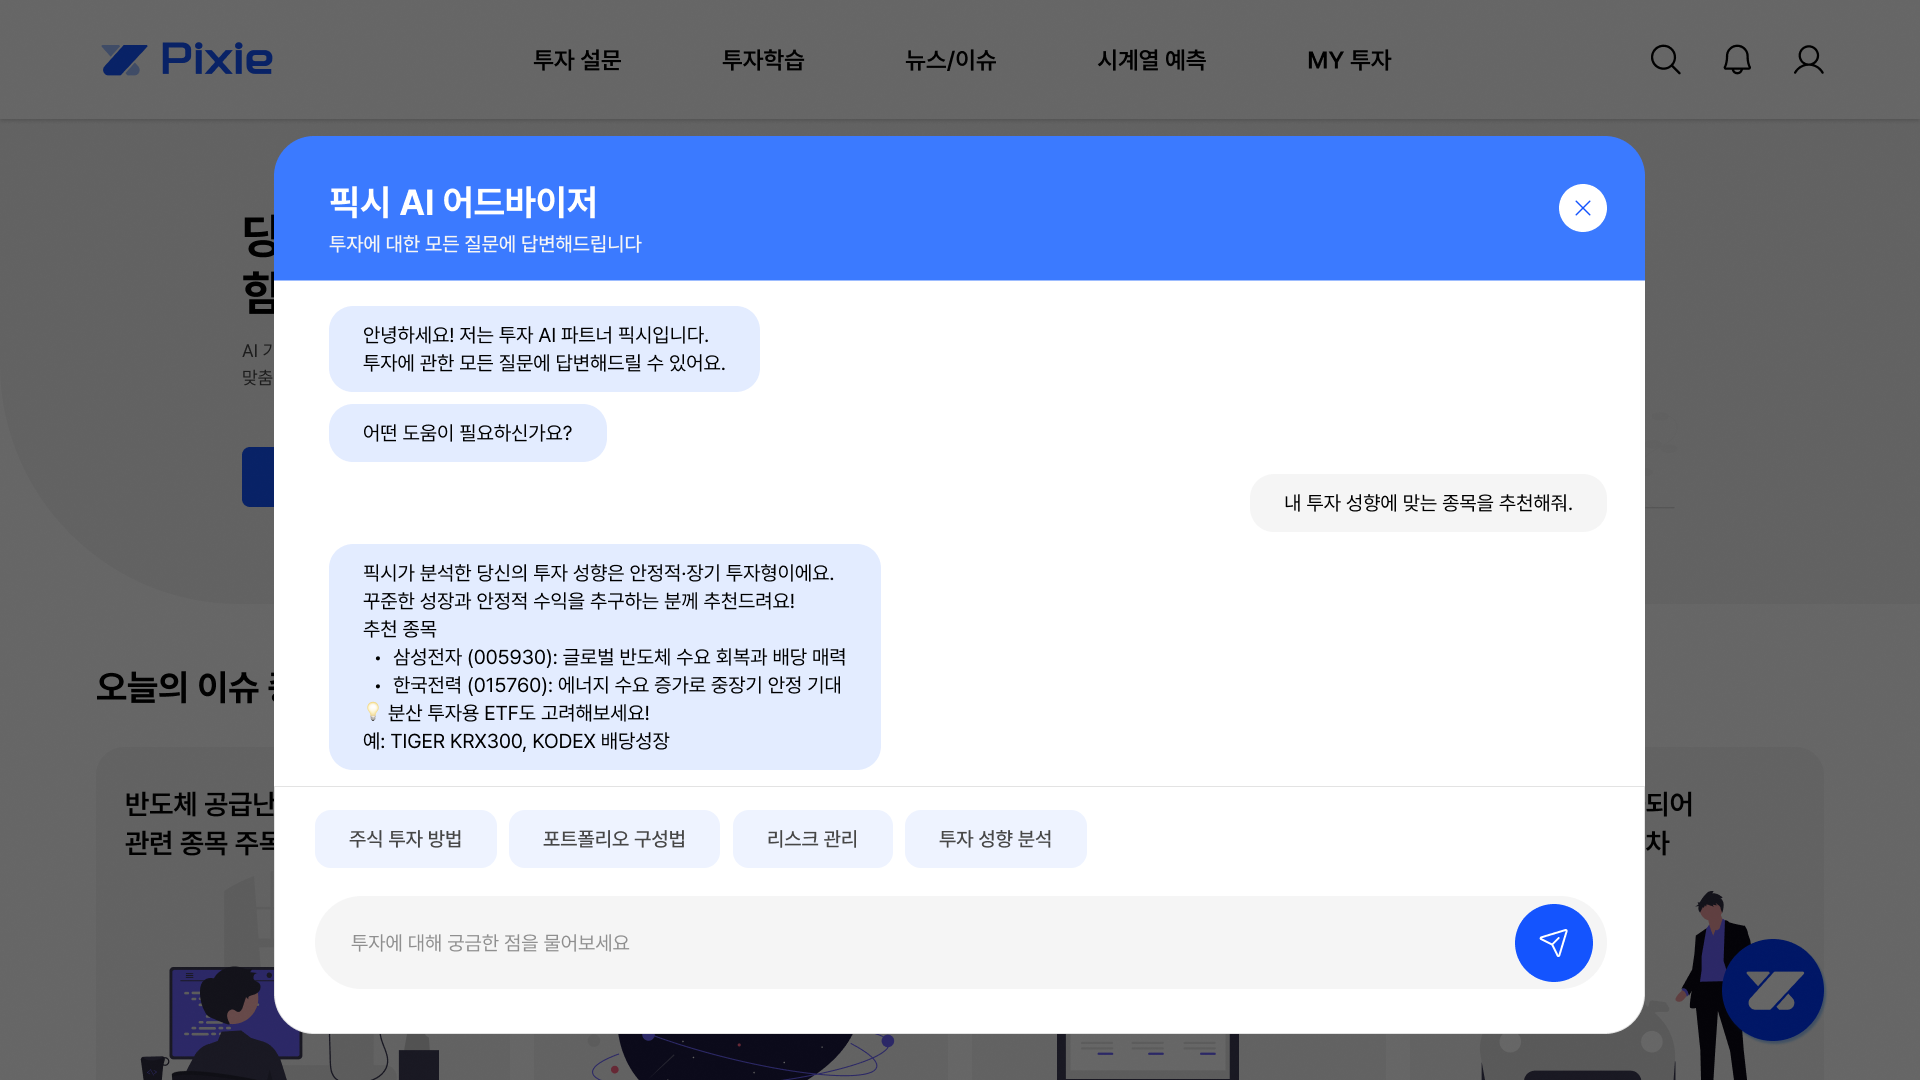 Pixie
투자 설문
투자학습
뉴스/이슈
시계열 예측
MY 투자
픽시 AI 어드바이저
투자에 대한 모든 질문에 답변해드립니다
안녕하세요! 저는 투자 AI 파트너 픽시입니다.
투자에 관한 모든 질문에 답변해드릴 수 있어요.
어떤 도움이 필요하신가요?
내 투자 성향에 맞는 종목을 추천해줘.
픽시가 분석한 당신의 투자 성향은 안정적·장기 투자형이에요.
꾸준한 성장과 안정적 수익을 추구하는 분께 추천드려요!
추천 종목
• 삼성전자 (005930): 글로벌 반도체 수요 회복과 배당 매력
• 한국전력 (015760): 에너지 수요 증가로 중장기 안정 기대
💡 분산 투자용 ETF도 고려해보세요!
예: TIGER KRX300, KODEX 배당성장
주식 투자 방법
포트폴리오 구성법
리스크 관리
투자 성향 분석
투자에 대해 궁금한 점을 물어보세요
AI
맞춤
오늘의 이슈
반도체 공급난
관련 종목 주목
되어
차